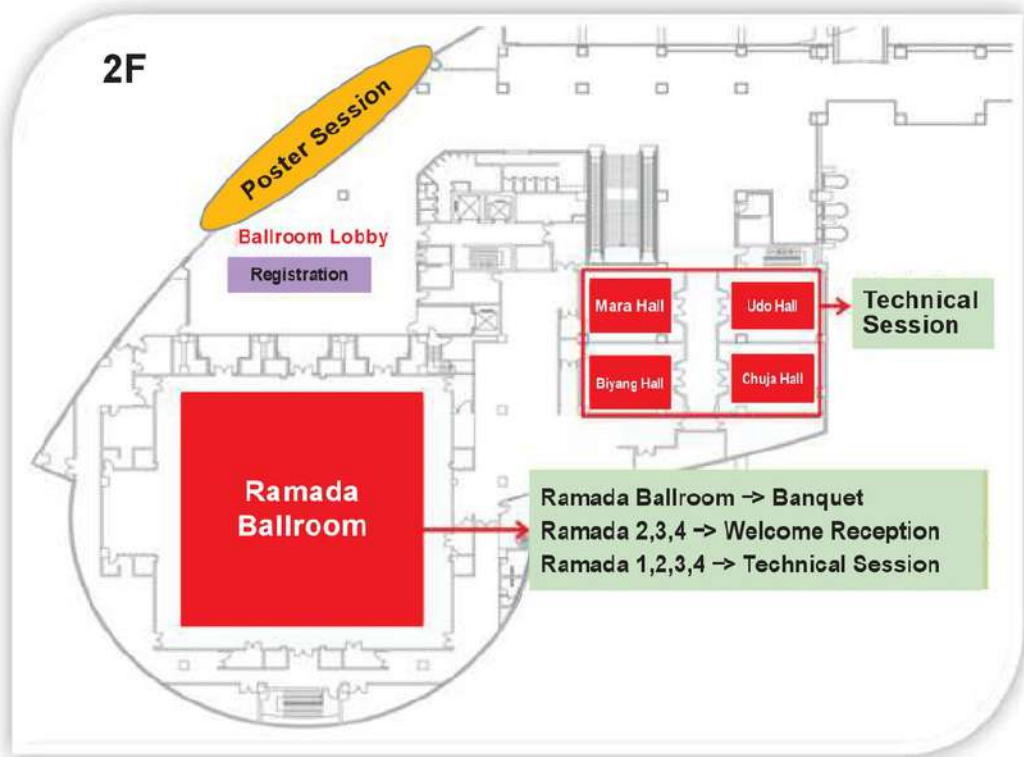 2F
Poster Session
Ballroom Lobby
Registration
Mara Hall
Udo Hall
Biyang Hall
Chuja Hall
Technical
Session
Ramada
Ballroom
Ramada Ballroom -> Banquet
Ramada 2,3,4 -> Welcome Reception
Ramada 1,2,3,4 -> Technical Session